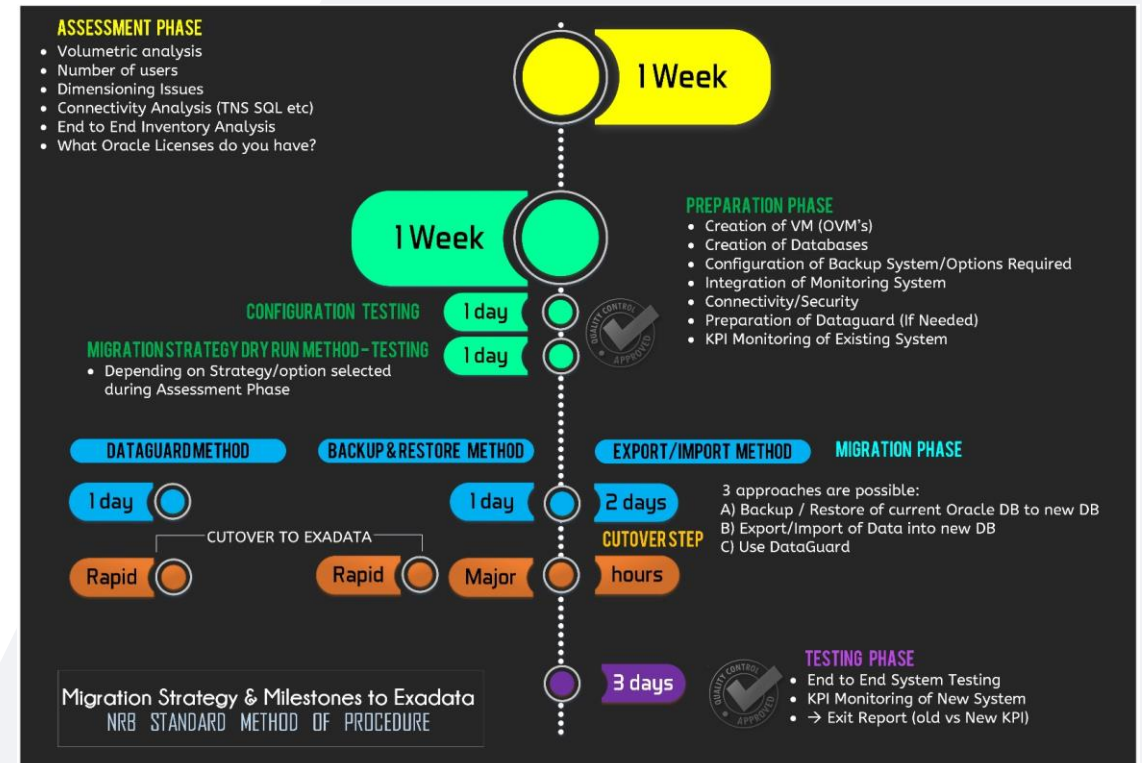 ASSESSMENT PHASE
• Volumetric analysis
• Number of users
• Dimensioning Issues
• Connectivity Analysis (TNS SQL etc)
• End to End Inventory Analysis
• What Oracle Licenses do you have?
1 Week
1 Week
PREPARATION PHASE
• Creation of VM (OVM's)
• Creation of Databases
• Configuration of Backup System/Options Required
• Integration of Monitoring System
• Connectivity/Security
• Preparation of Dataguard (If Needed)
• KPI Monitoring of Existing System
CONFIGURATION TESTING
1 day
MIGRATION STRATEGY DRY RUN METHOD - TESTING
1 day
• Depending on Strategy/option selected
during Assessment Phase
QUALITY CONTROL
APPROVED
DATAGUARD METHOD
BACKUP & RESTORE METHOD
EXPORT/IMPORT METHOD
MIGRATION PHASE
1 day
1 day
2 days
3 approaches are possible:
A) Backup / Restore of current Oracle DB to new DB
B) Export/Import of Data into new DB
C) Use DataGuard
CUTOVER TO EXADATA
CUTOVER STEP
Rapid
Rapid
Major
hours
3 days
QUALITY CONTROL
APPROVED
TESTING PHASE
• End to End System Testing
• KPI Monitoring of New System
• → Exit Report (old vs New KPI)
Migration Strategy & Milestones to Exadata
NRB STANDARD METHOD OF PROCEDURE